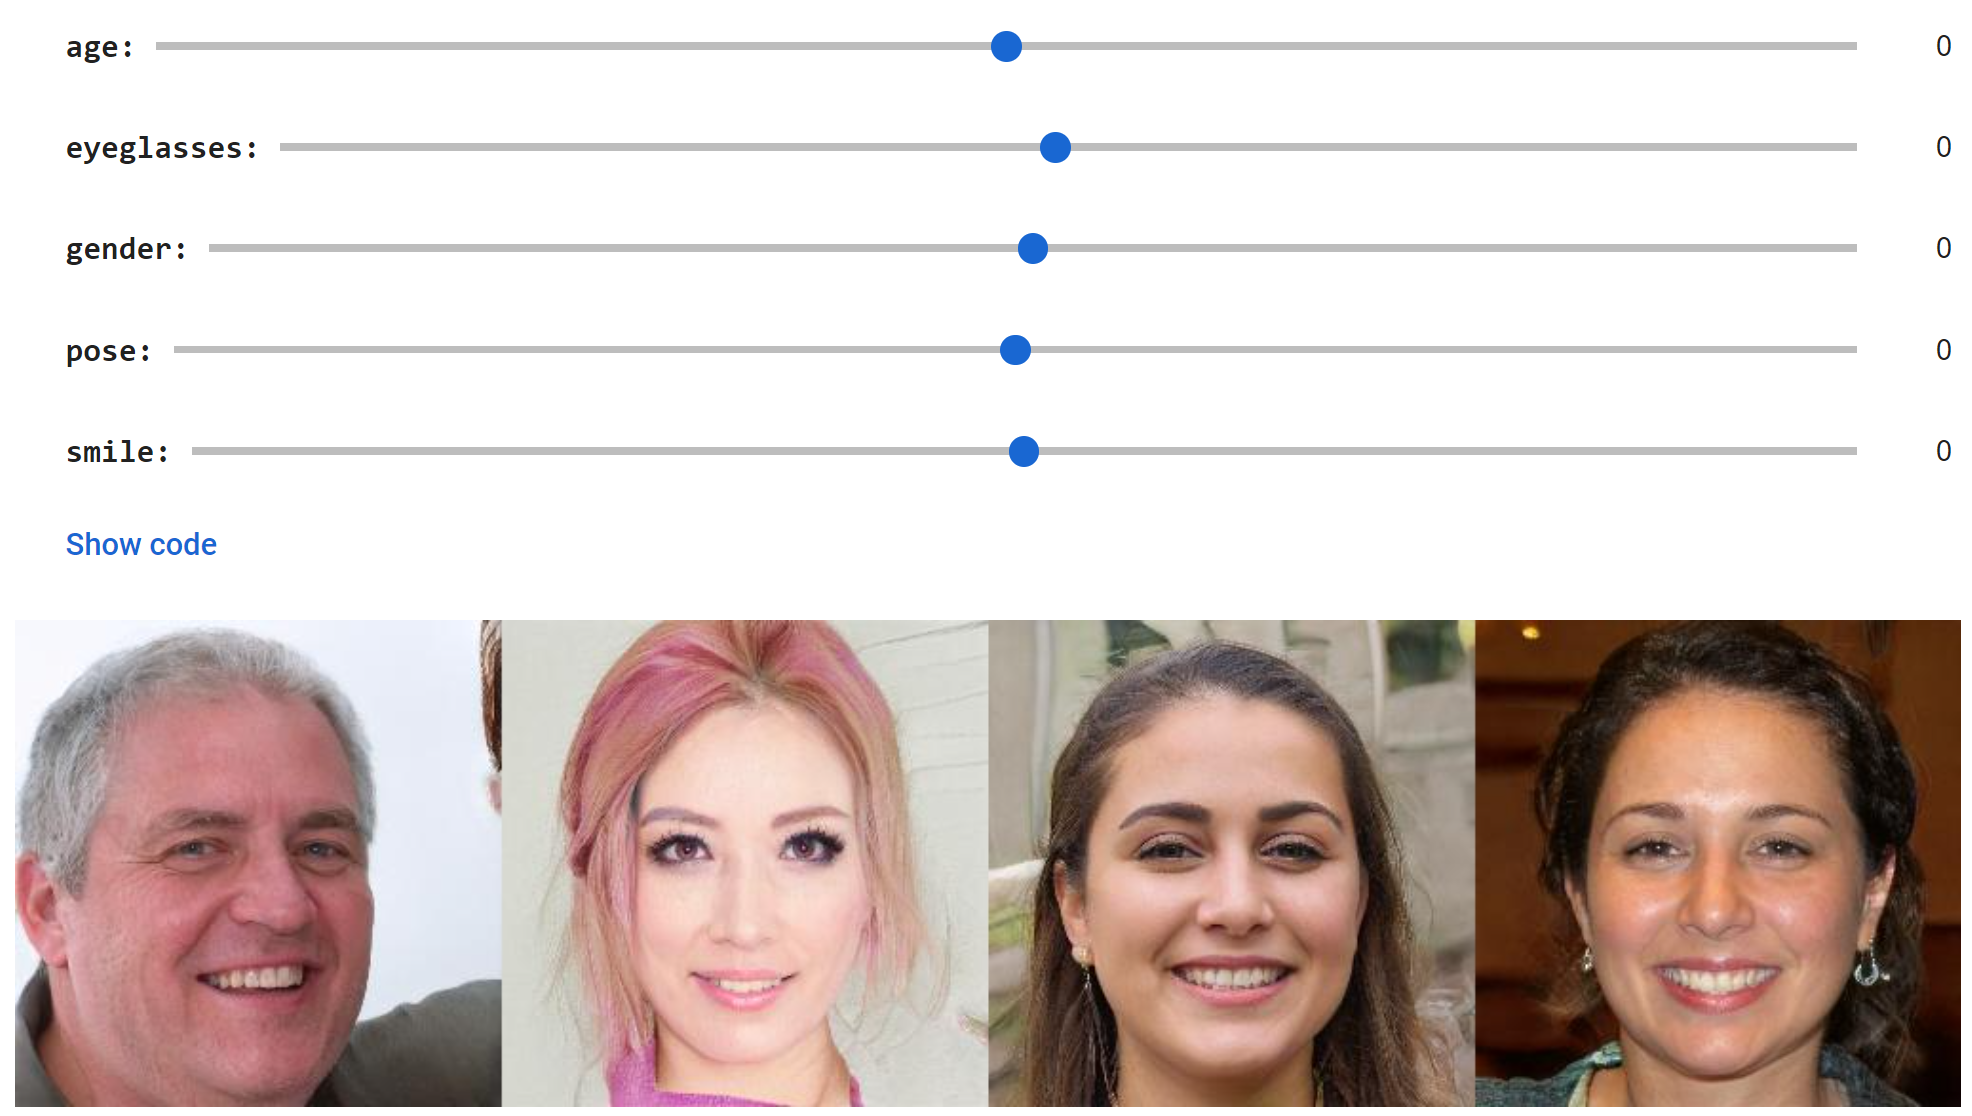 age: 0
eyeglasses: 0
gender: 0
pose: 0
smile: 0
Show code